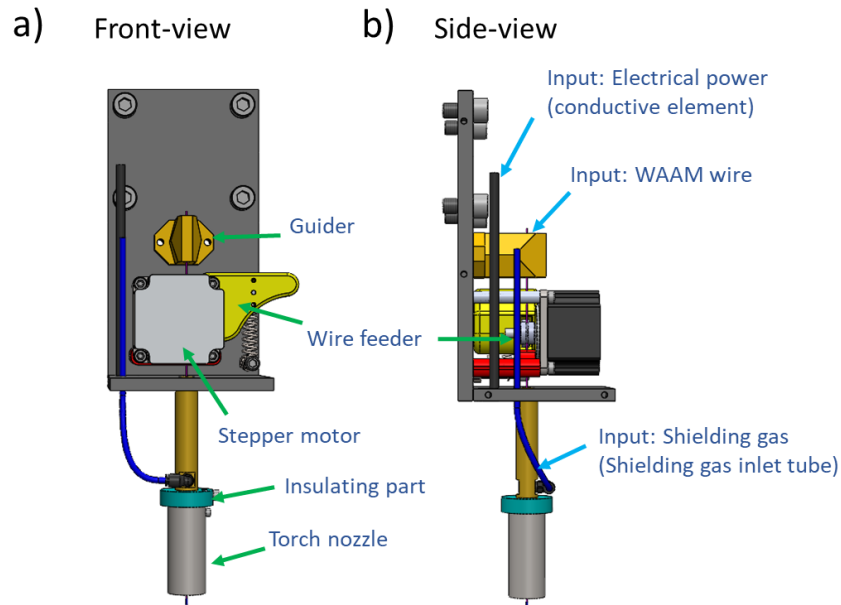 a) Front-view
b) Side-view
Input: Electrical power
(conductive element)
Input: WAAM wire
Guider
Wire feeder
Stepper motor
Input: Shielding gas
(Shielding gas inlet tube)
Insulating part
Torch nozzle